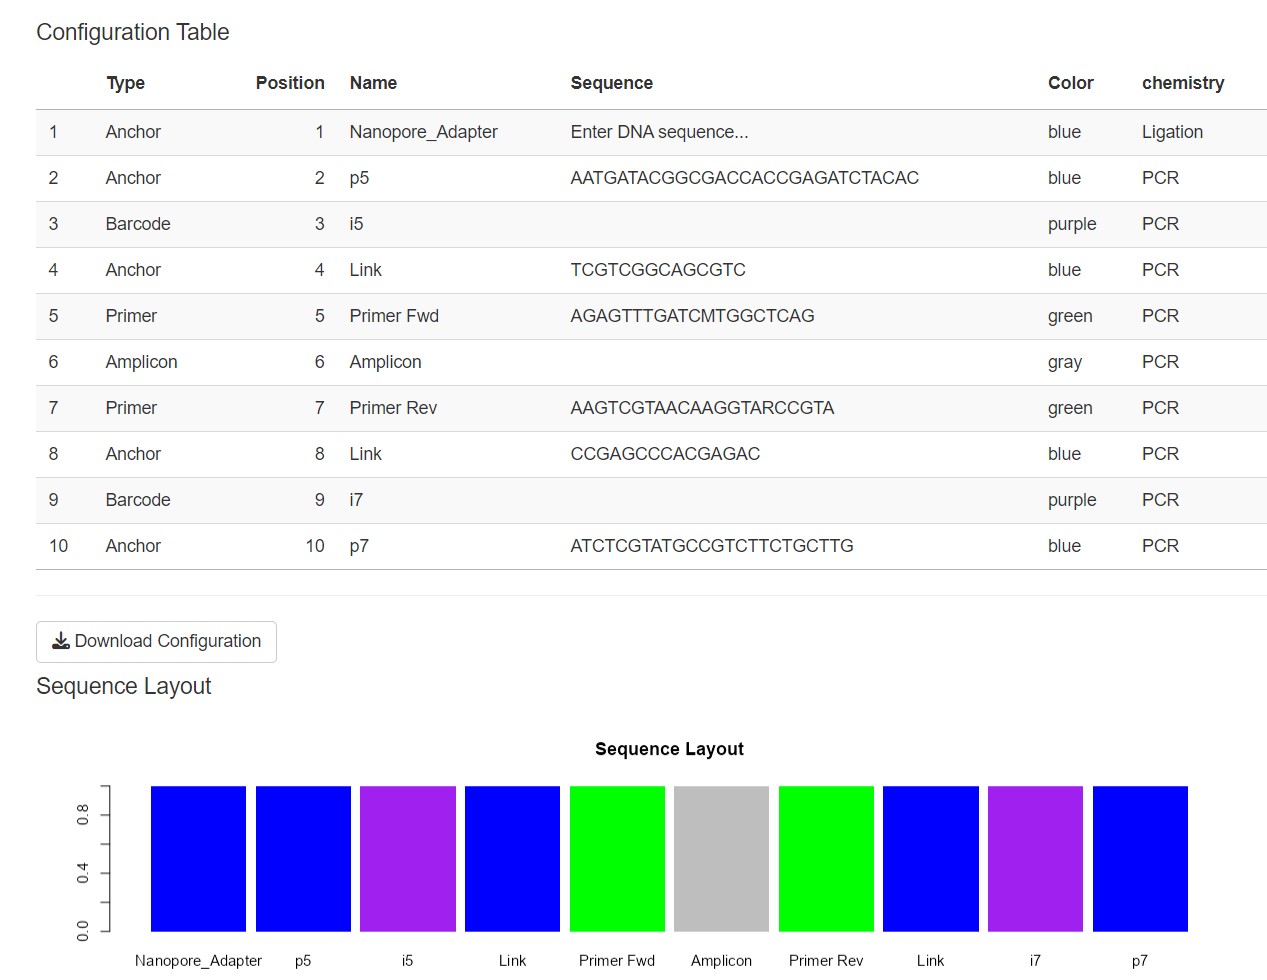 Configuration Table
Type Position Name Sequence Color chemistry
1 Anchor 1 Nanopore_Adapter Enter DNA sequence... blue Ligation
2 Anchor 2 p5 AATGATACGGCGACCACCGAGATCTACAC blue PCR
3 Barcode 3 i5 purple PCR
4 Anchor 4 Link TCGTCGGCAGCGTC blue PCR
5 Primer 5 Primer Fwd AGAGTTTGATCMTGGCTCAG green PCR
6 Amplicon 6 Amplicon gray PCR
7 Primer 7 Primer Rev AAGTCGTAACAAGGTARCCGTA green PCR
8 Anchor 8 Link CCGAGCCCACGAGAC blue PCR
9 Barcode 9 i7 purple PCR
10 Anchor 10 p7 ATCTCGTATGCCGTCTTCTGCTTG blue PCR
Download Configuration
Sequence Layout
Sequence Layout
0.8
0.4
0.0
Nanopore_Adapter p5 i5 Link Primer Fwd Amplicon Primer Rev Link i7 p7